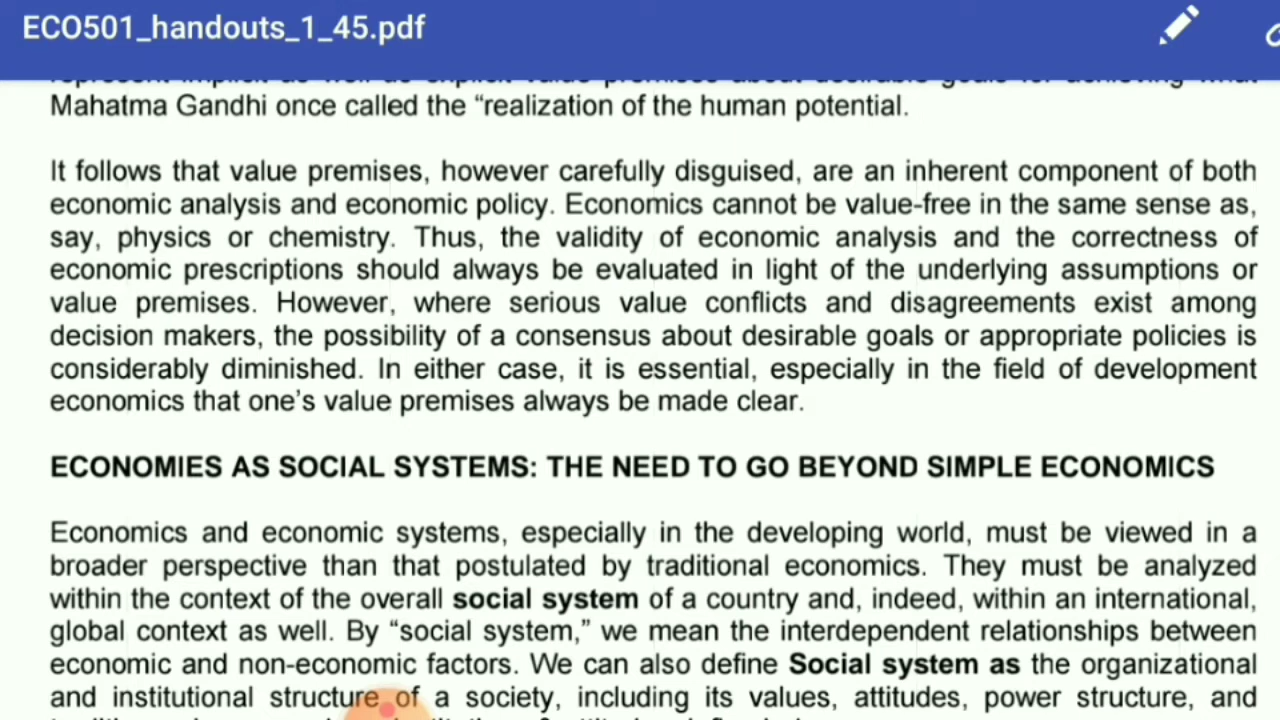 ECO501_handouts_1_45.pdf
Mahatma Gandhi once called the “realization of the human potential.
It follows that value premises, however carefully disguised, are an inherent component of both
economic analysis and economic policy. Economics cannot be value-free in the same sense as,
say, physics or chemistry. Thus, the validity of economic analysis and the correctness of
economic prescriptions should always be evaluated in light of the underlying assumptions or
value premises. However, where serious value conflicts and disagreements exist among
decision makers, the possibility of a consensus about desirable goals or appropriate policies is
considerably diminished. In either case, it is essential, especially in the field of development
economics that one’s value premises always be made clear.
ECONOMIES AS SOCIAL SYSTEMS: THE NEED TO GO BEYOND SIMPLE ECONOMICS
Economics and economic systems, especially in the developing world, must be viewed in a
broader perspective than that postulated by traditional economics. They must be analyzed
within the context of the overall social system of a country and, indeed, within an international,
global context as well. By “social system,” we mean the interdependent relationships between
economic and non-economic factors. We can also define Social system as the organizational
and institutional structure of a society, including its values, attitudes, power structure, and